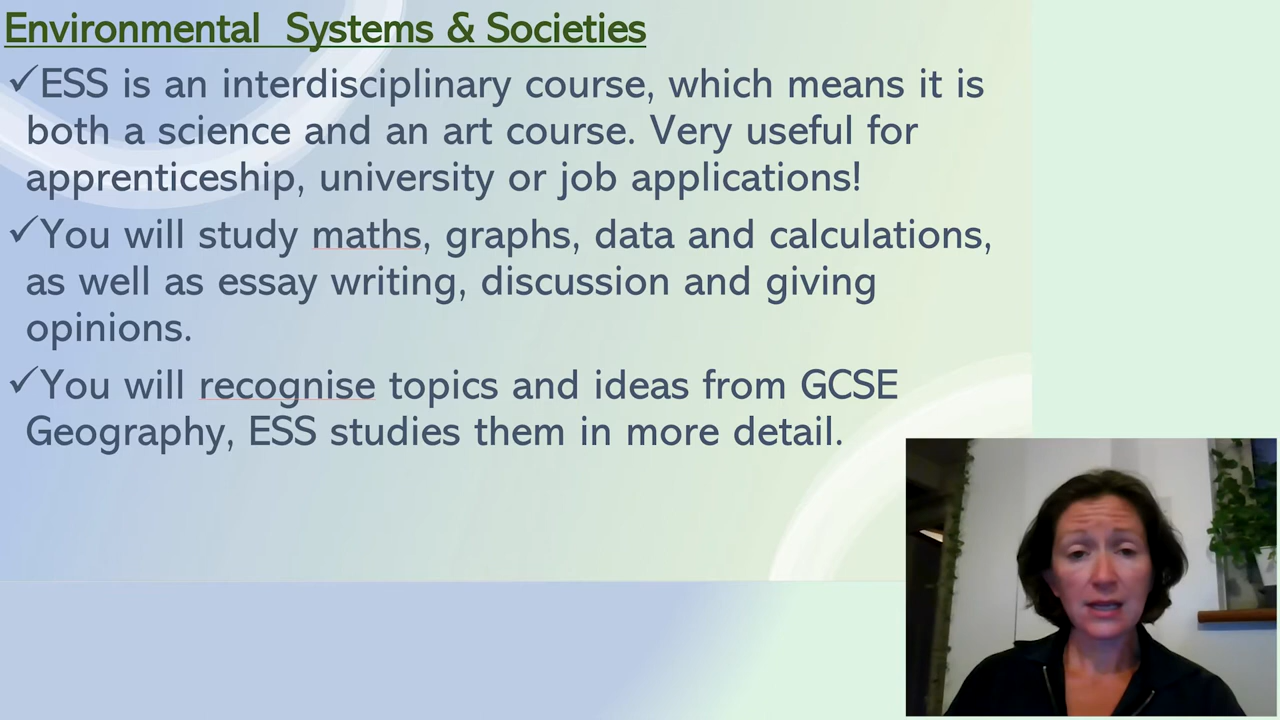 Environmental  Systems & Societies
✓ESS is an interdisciplinary course, which means it is
both a science and an art course. Very useful for
apprenticeship, university or job applications!
✓You will study maths, graphs, data and calculations,
as well as essay writing, discussion and giving
opinions.
✓You will recognise topics and ideas from GCSE
Geography, ESS studies them in more detail.